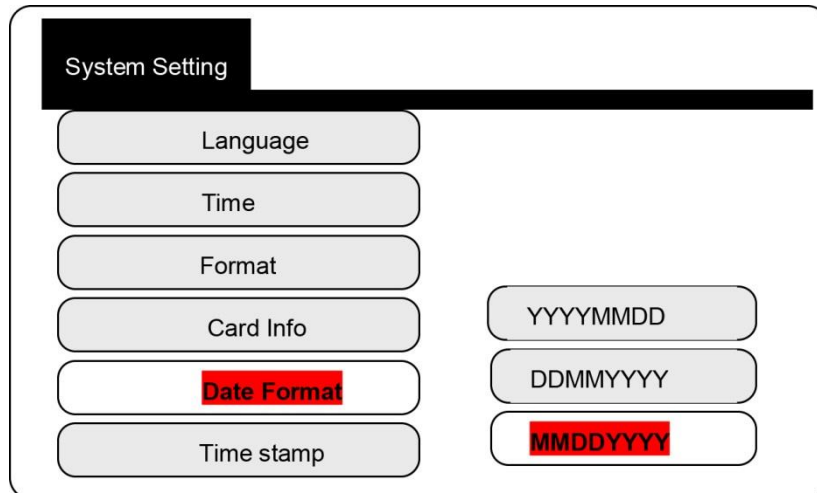 System Setting
Language
Time
Format
Card Info
Date Format
Time stamp
YYYYMMDD
DDMMYYYY
MMDDYYYY